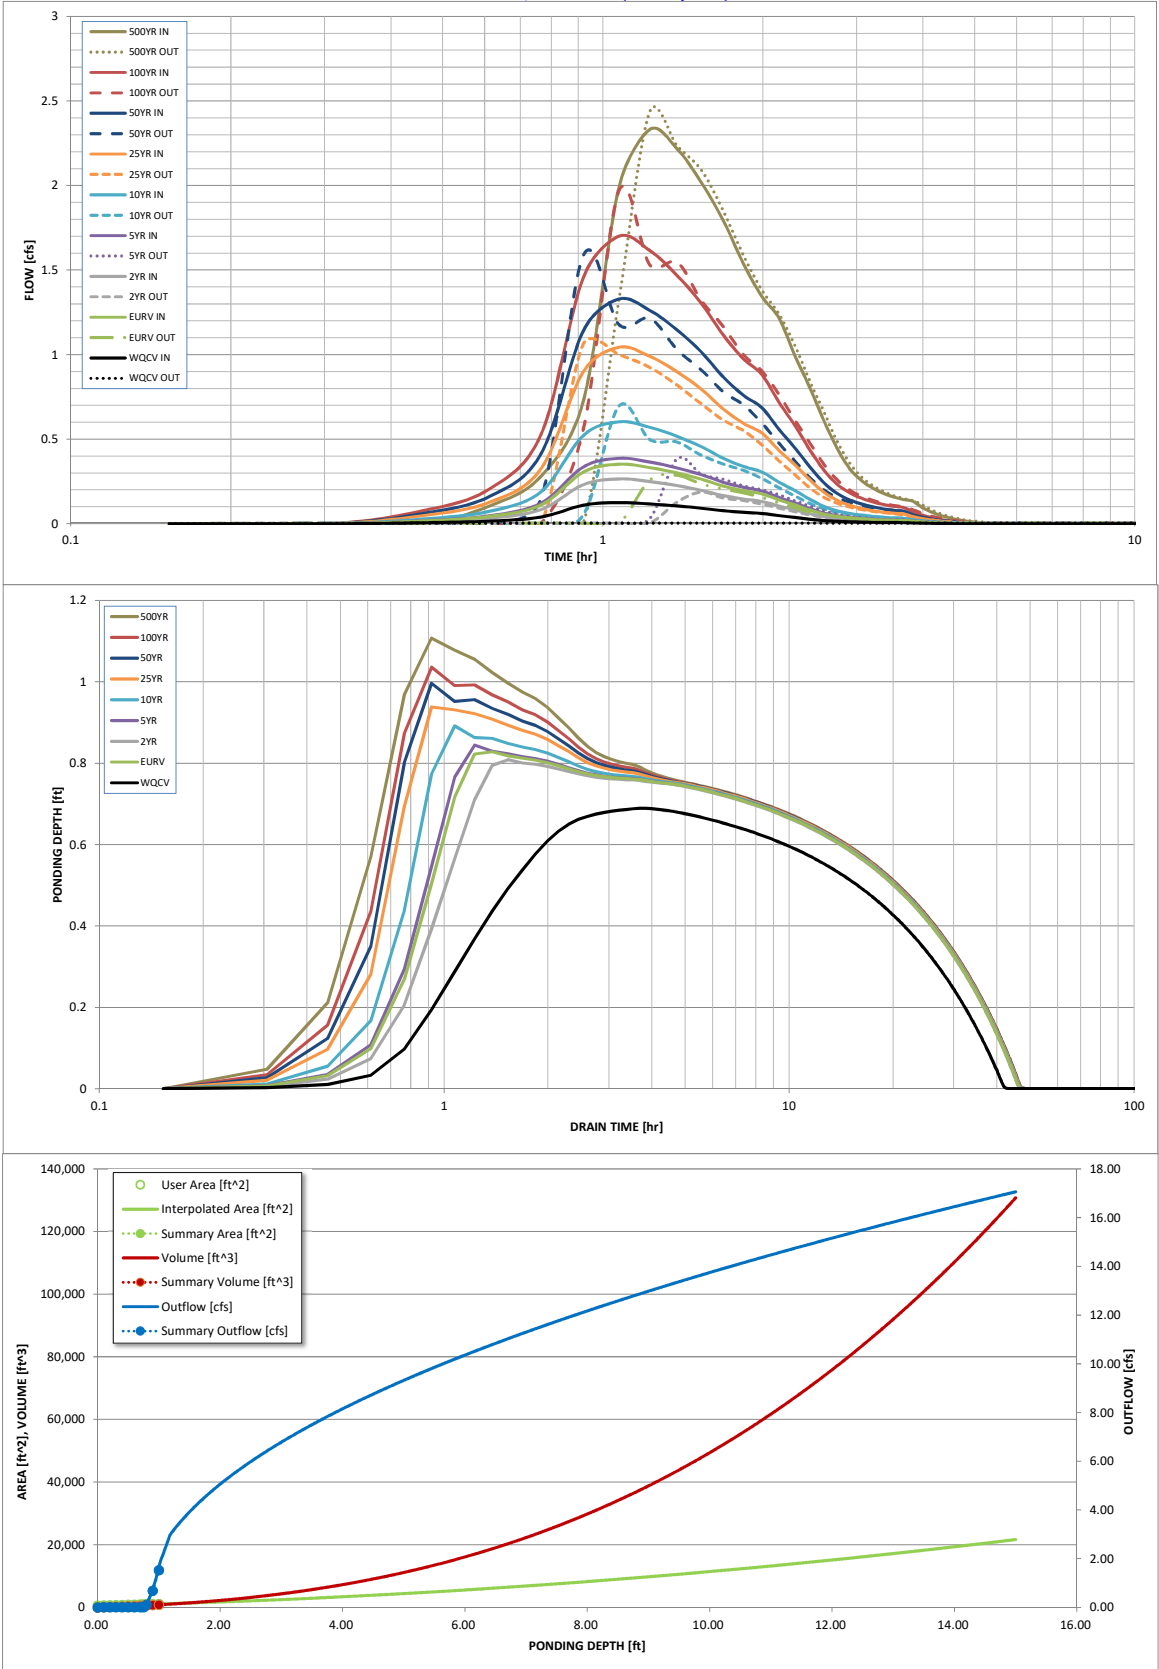 3
2.5
2
1.5
1
0.5
0
FLOW [cfs]
500YR IN
500YR OUT
100YR IN
100YR OUT
50YR IN
50YR OUT
25YR IN
25YR OUT
10YR IN
10YR OUT
5YR IN
5YR OUT
2YR IN
2YR OUT
EURV IN
EURV OUT
WQCV IN
WQCV OUT
0.1 1 10
TIME [hr]
1.2
1
0.8
0.6
0.4
0.2
0
PONDING DEPTH [ft]
500YR
100YR
50YR
25YR
10YR
5YR
2YR
EURV
WQCV
0.1 1 10 100
DRAIN TIME [hr]
140,000
120,000
100,000
80,000
60,000
40,000
20,000
0
AREA [ft^2], VOLUME [ft^3]
User Area [ft^2]
Interpolated Area [ft^2]
Summary Area [ft^2]
Volume [ft^3]
Summary Volume [ft^3]
Outflow [cfs]
Summary Outflow [cfs]
18.00
16.00
14.00
12.00
10.00
8.00
6.00
4.00
2.00
0.00
OUTFLOW [cfs]
0.00 2.00 4.00 6.00 8.00 10.00 12.00 14.00 16.00
PONDING DEPTH [ft]